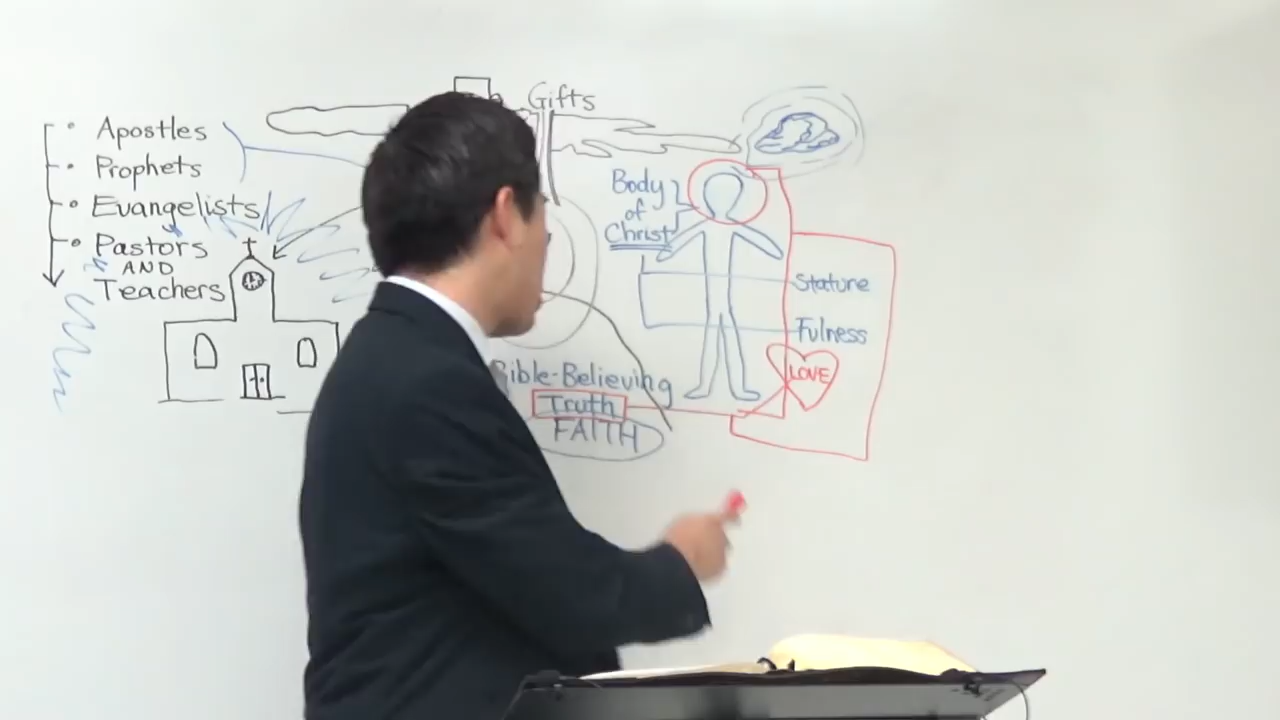 Gifts
Apostles
Prophets
Evangelists
Pastors
AND
Teachers
Body
of
Christ
Stature
Fulness
LOVE
Bible-Believing
Truth
FAITH